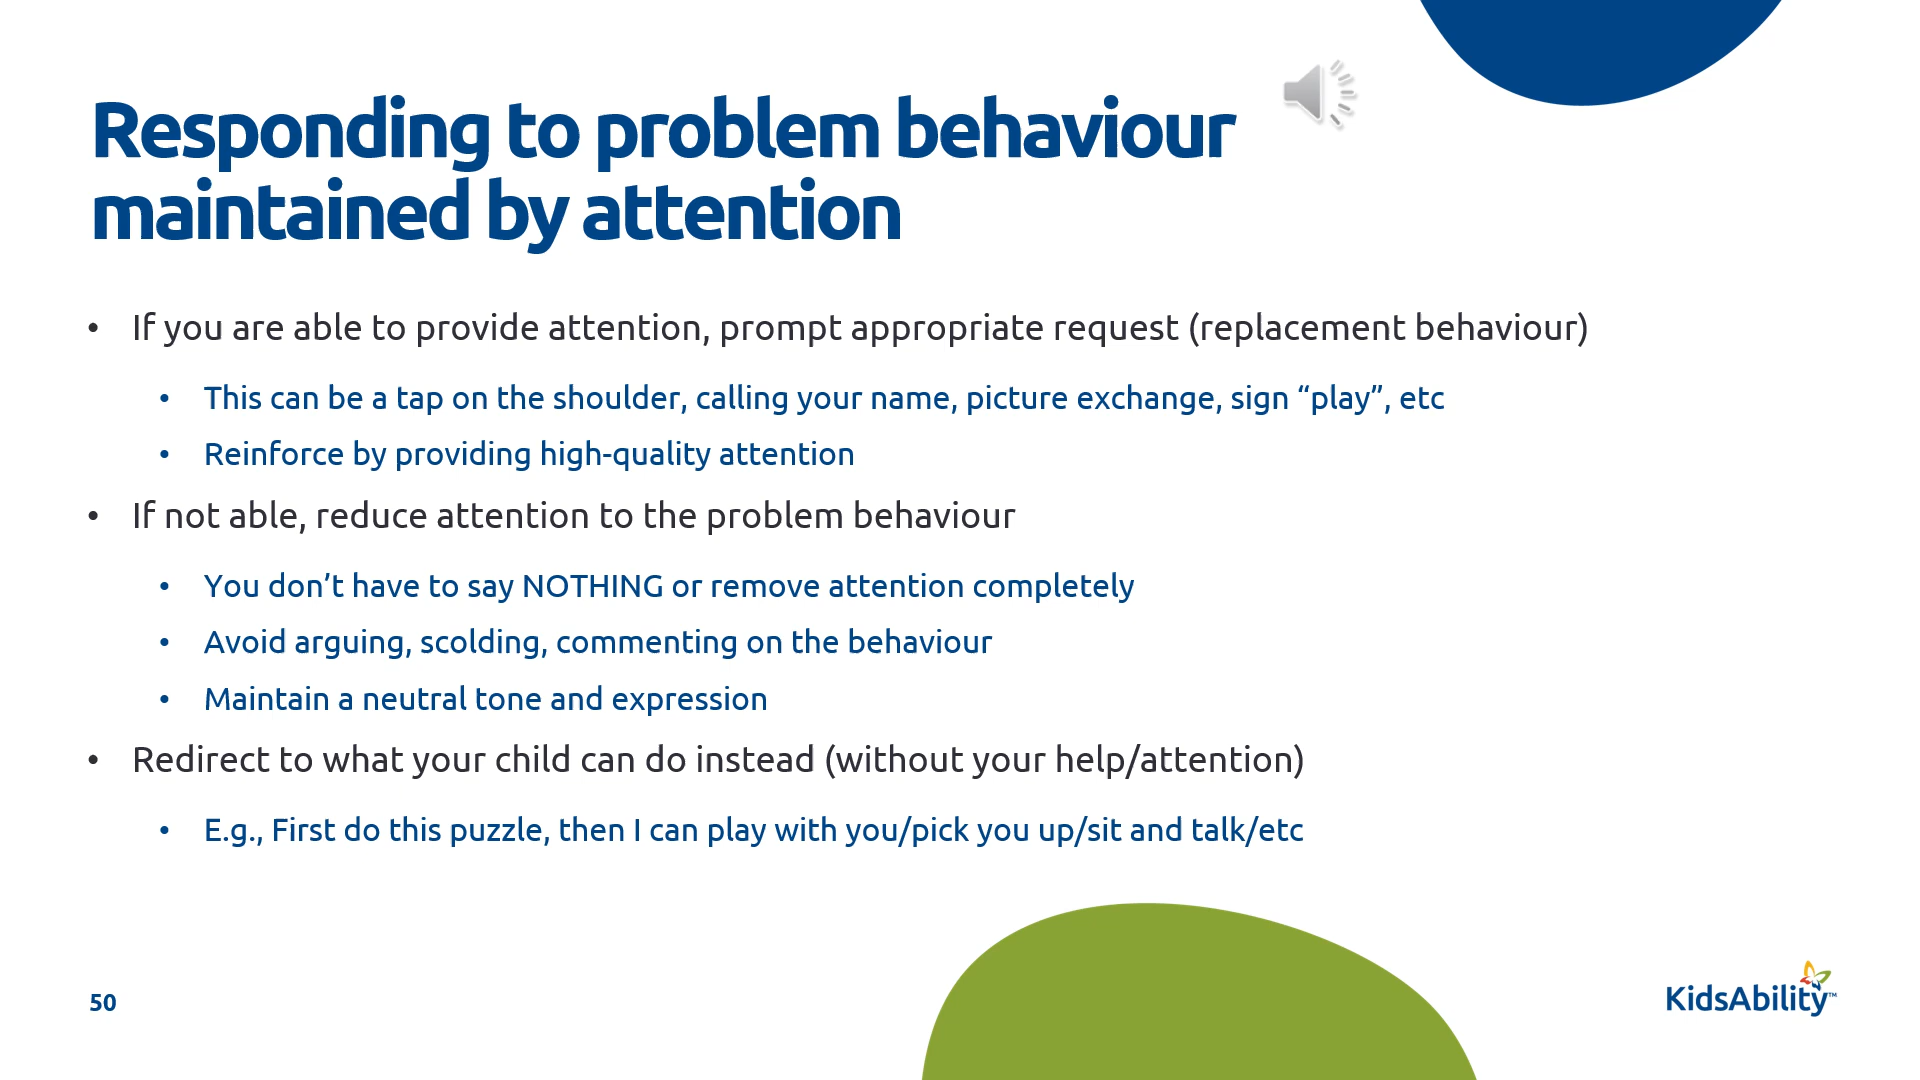 Responding to problem behaviour
maintained by attention
• If you are able to provide attention, prompt appropriate request (replacement behaviour)
• This can be a tap on the shoulder, calling your name, picture exchange, sign “play”, etc
• Reinforce by providing high-quality attention
• If not able, reduce attention to the problem behaviour
• You don’t have to say NOTHING or remove attention completely
• Avoid arguing, scolding, commenting on the behaviour
• Maintain a neutral tone and expression
• Redirect to what your child can do instead (without your help/attention)
• E.g., First do this puzzle, then I can play with you/pick you up/sit and talk/etc
50
KidsAbility™